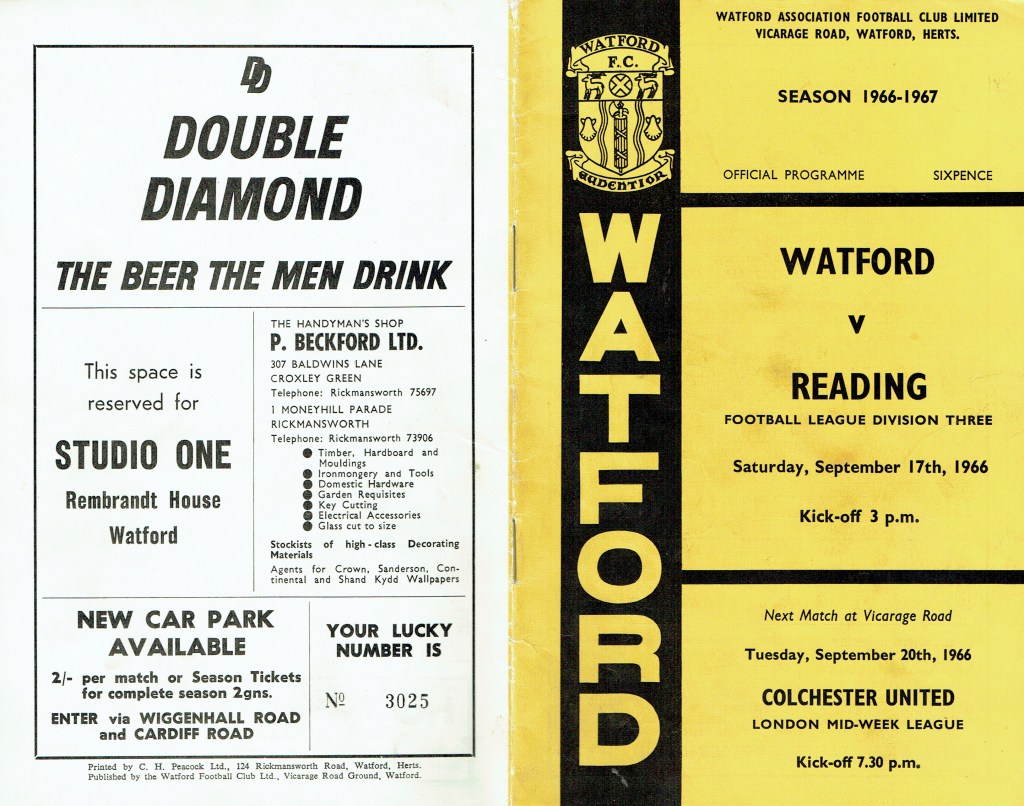 DD
DOUBLE
DIAMOND
THE BEER THE MEN DRINK
This space is
reserved for
STUDIO ONE
Rembrandt House
Watford
THE HANDYMAN'S SHOP
P. BECKFORD LTD.
307 BALDWINS LANE
CROXLEY GREEN
Telephone: Rickmansworth 75697
1 MONEYHILL PARADE
RICKMANSWORTH
Telephone: Rickmansworth 73906
● Timber, Hardboard and
Mouldings
● Ironmongery and Tools
● Domestic Hardware
● Garden Requisites
● Key Cutting
● Electrical Accessories
● Glass cut to size
Stockists of high-class Decorating
Materials
Agents for Crown, Sanderson, Con-
tinental and Shand Kydd Wallpapers
NEW CAR PARK
AVAILABLE
2/- per match or Season Tickets
for complete season 2gns.
ENTER via WIGGENHALL ROAD
and CARDIFF ROAD
YOUR LUCKY
NUMBER IS
No 3025
Printed by C. H. Peacock Ltd., 124 Rickmansworth Road, Watford, Herts.
Published by the Watford Football Club Ltd., Vicarage Road Ground, Watford.
WATFORD
F.C.
AUDENTIOR
WATFORD
WATFORD ASSOCIATION FOOTBALL CLUB LIMITED
VICARAGE ROAD, WATFORD, HERTS.
SEASON 1966-1967
OFFICIAL PROGRAMME SIXPENCE
WATFORD
v
READING
FOOTBALL LEAGUE DIVISION THREE
Saturday, September 17th, 1966
Kick-off 3 p.m.
Next Match at Vicarage Road
Tuesday, September 20th, 1966
COLCHESTER UNITED
LONDON MID-WEEK LEAGUE
Kick-off 7.30 p.m.